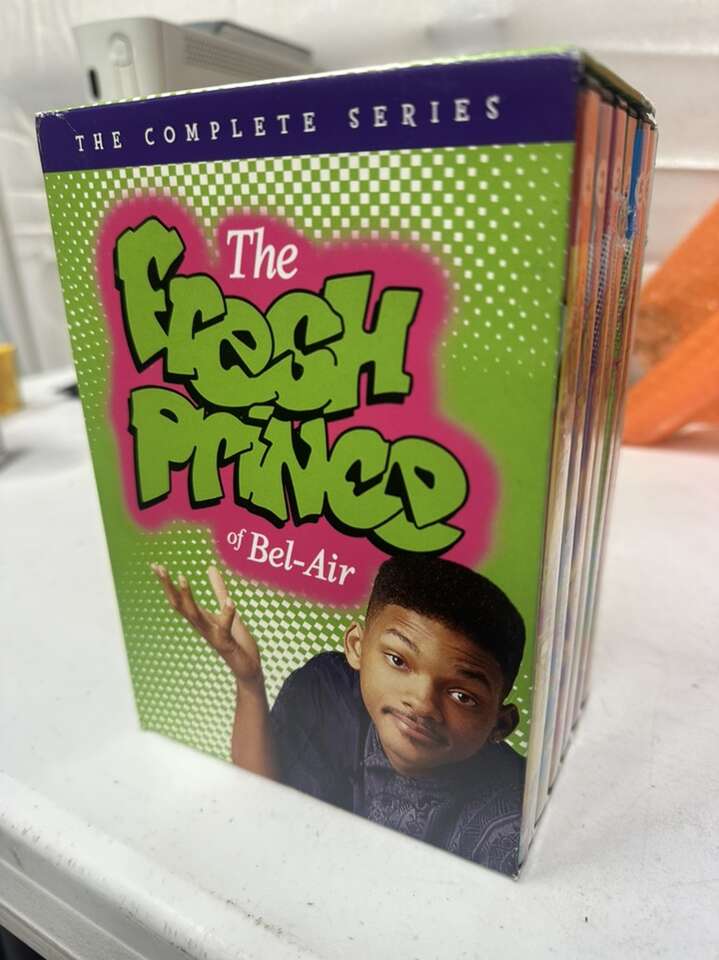 THE COMPLETE SERIES
The
FRESH
PRINCE
of Bel-Air